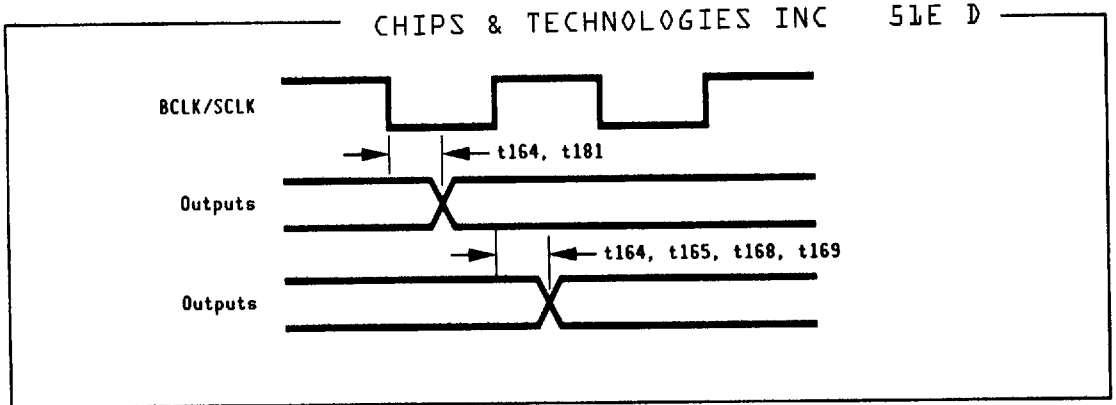 CHIPS & TECHNOLOGIES INC 51E D
BCLK/SCLK
t164, t181
Outputs
t164, t165, t168, t169
Outputs